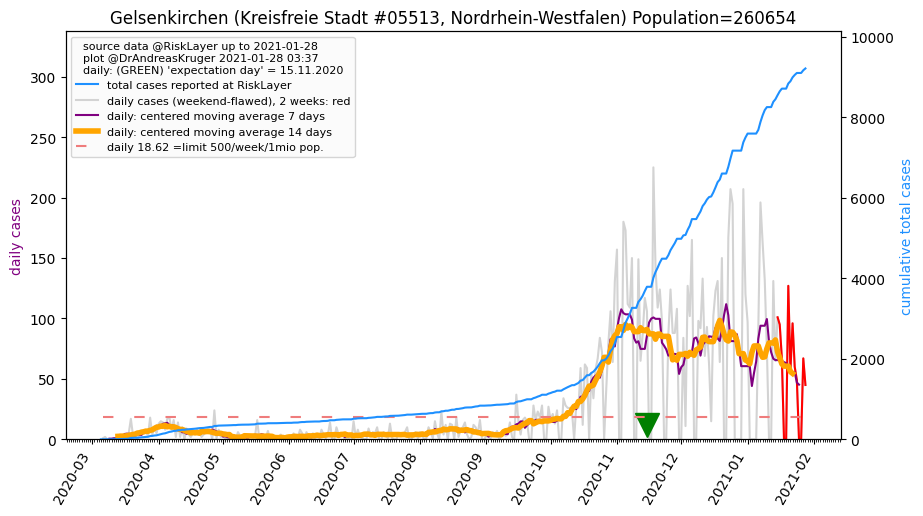 Gelsenkirchen (Kreisfreie Stadt #05513, Nordrhein-Westfalen) Population=260654
source data @RiskLayer up to 2021-01-28
plot @DrAndreasKruger 2021-01-28 03:37
daily: (GREEN) 'expectation day' = 15.11.2020
total cases reported at RiskLayer
daily cases (weekend-flawed), 2 weeks: red
daily: centered moving average 7 days
daily: centered moving average 14 days
daily 18.62 =limit 500/week/1mio pop.
daily cases
300
250
200
150
100
50
0
cumulative total cases
10000
8000
6000
4000
2000
0
2020-03
2020-04
2020-05
2020-06
2020-07
2020-08
2020-09
2020-10
2020-11
2020-12
2021-01
2021-02